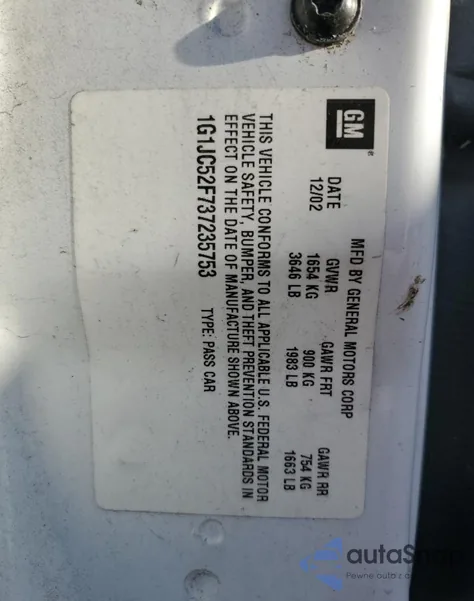 GM
MFD BY GENERAL MOTORS CORP
DATE GVWR GAWR FRT GAWR RR
12/02 1654 KG 900 KG 754 KG
3646 LB 1983 LB 1663 LB
THIS VEHICLE CONFORMS TO ALL APPLICABLE U.S. FEDERAL MOTOR
VEHICLE SAFETY, BUMPER, AND THEFT PREVENTION STANDARDS IN
EFFECT ON THE DATE OF MANUFACTURE SHOWN ABOVE.
1G1JC52F737235753 TYPE: PASS CAR
autaShop
Pewne auta z